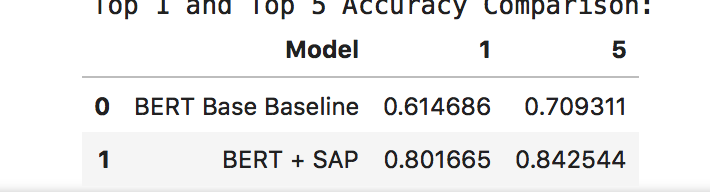 Top 1 and Top 5 Accuracy Comparison:
Model 1 5
0 BERT Base Baseline 0.614686 0.709311
1 BERT + SAP 0.801665 0.842544